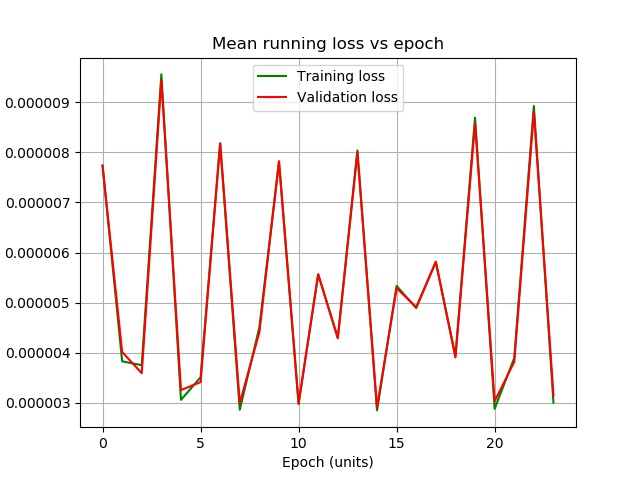 Mean running loss vs epoch
Training loss
Validation loss
0.000009
0.000008
0.000007
0.000006
0.000005
0.000004
0.000003
0 5 10 15 20
Epoch (units)